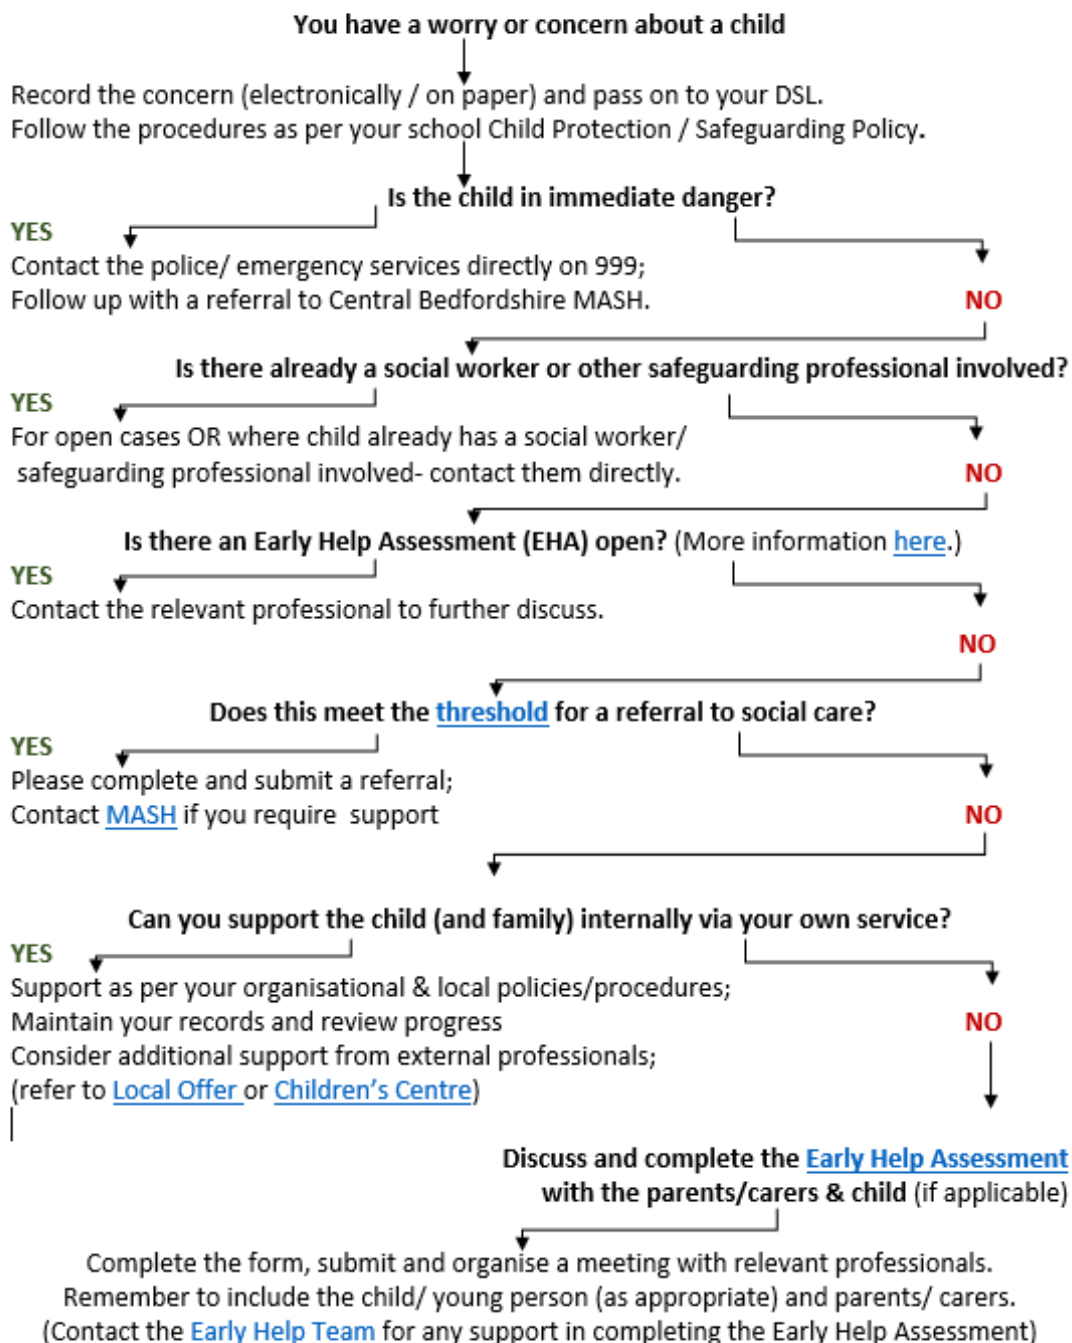 You have a worry or concern about a child
Record the concern (electronically / on paper) and pass on to your DSL.
Follow the procedures as per your school Child Protection / Safeguarding Policy.
Is the child in immediate danger?
YES
Contact the police/ emergency services directly on 999;
Follow up with a referral to Central Bedfordshire MASH.
NO
Is there already a social worker or other safeguarding professional involved?
YES
For open cases OR where child already has a social worker/
safeguarding professional involved- contact them directly.
NO
Is there an Early Help Assessment (EHA) open? (More information here.)
YES
Contact the relevant professional to further discuss.
NO
Does this meet the threshold for a referral to social care?
YES
Please complete and submit a referral;
Contact MASH if you require  support
NO
Can you support the child (and family) internally via your own service?
YES
Support as per your organisational & local policies/procedures;
Maintain your records and review progress
NO
Consider additional support from external professionals;
(refer to Local Offer or Children's Centre)
Discuss and complete the Early Help Assessment
with the parents/carers & child (if applicable)
Complete the form, submit and organise a meeting with relevant professionals.
Remember to include the child/ young person (as appropriate) and parents/ carers.
(Contact the Early Help Team for any support in completing the Early Help Assessment)